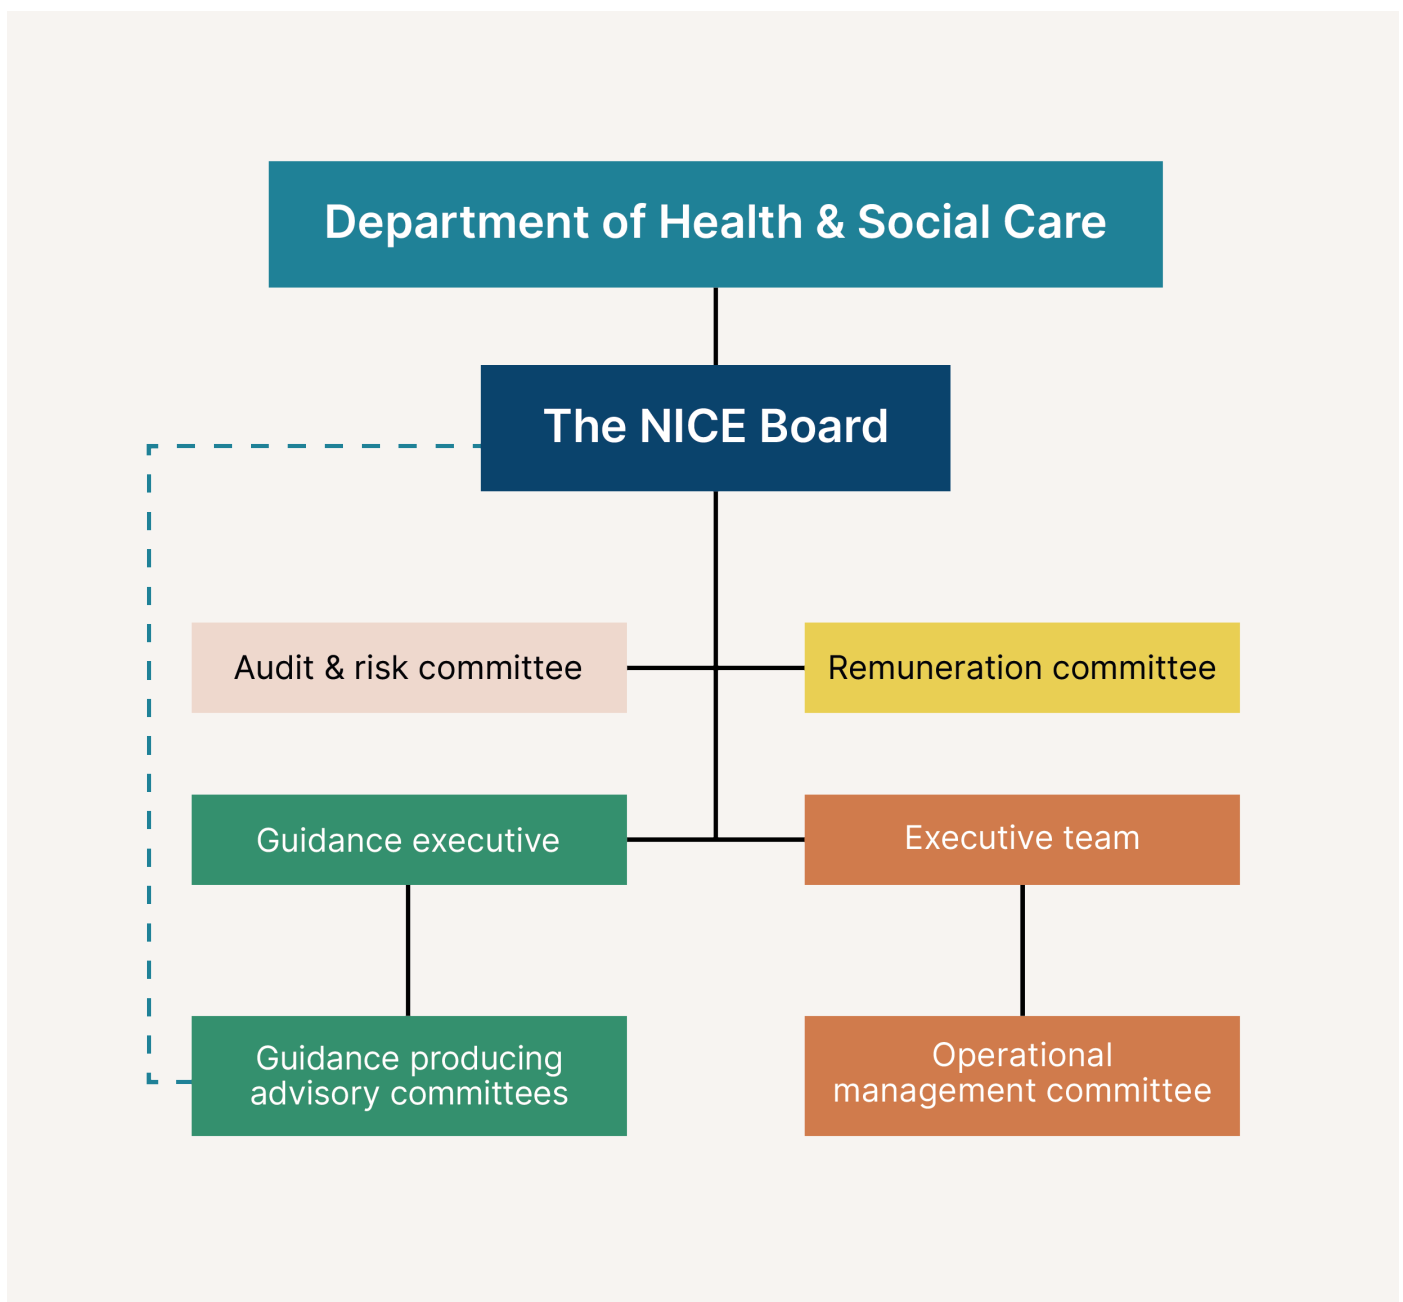 Department of Health & Social Care
The NICE Board
Audit & risk committee
Remuneration committee
Guidance executive
Executive team
Guidance producing
advisory committees
Operational
management committee